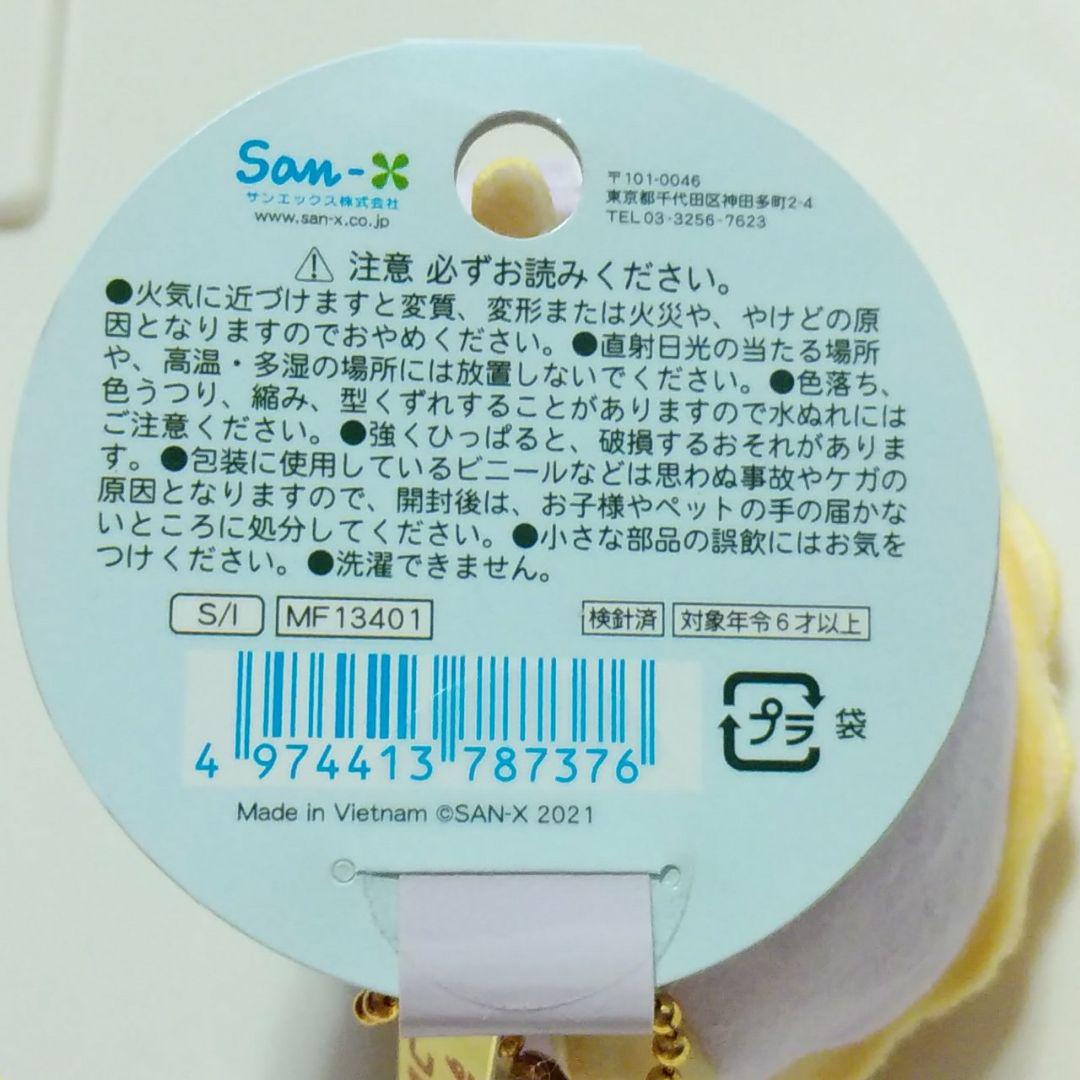 San-X
サンエックス株式会社
www.san-x.co.jp
〒101-0046
東京都千代田区神田多町2-4
TEL 03-3256-7623
注意 必ずお読みください。
●火気に近づけますと変質、変形または火災や、やけどの原
因となりますのでおやめください。●直射日光の当たる場所
や、高温・多湿の場所には放置しないでください。●色落ち、
色うつり、縮み、型くずれすることがありますので水ぬれには
ご注意ください。●強くひっぱると、破損するおそれがありま
す。●包装に使用しているビニールなどは思わぬ事故やケガの
原因となりますので、開封後は、お子様やペットの手の届かな
いところに処分してください。●小さな部品の誤飲にはお気を
つけください。●洗濯できません。
S/I MF13401 検針済 対象年令6才以上
4 974413 787376
プラ 袋
Made in Vietnam ©SAN-X 2021